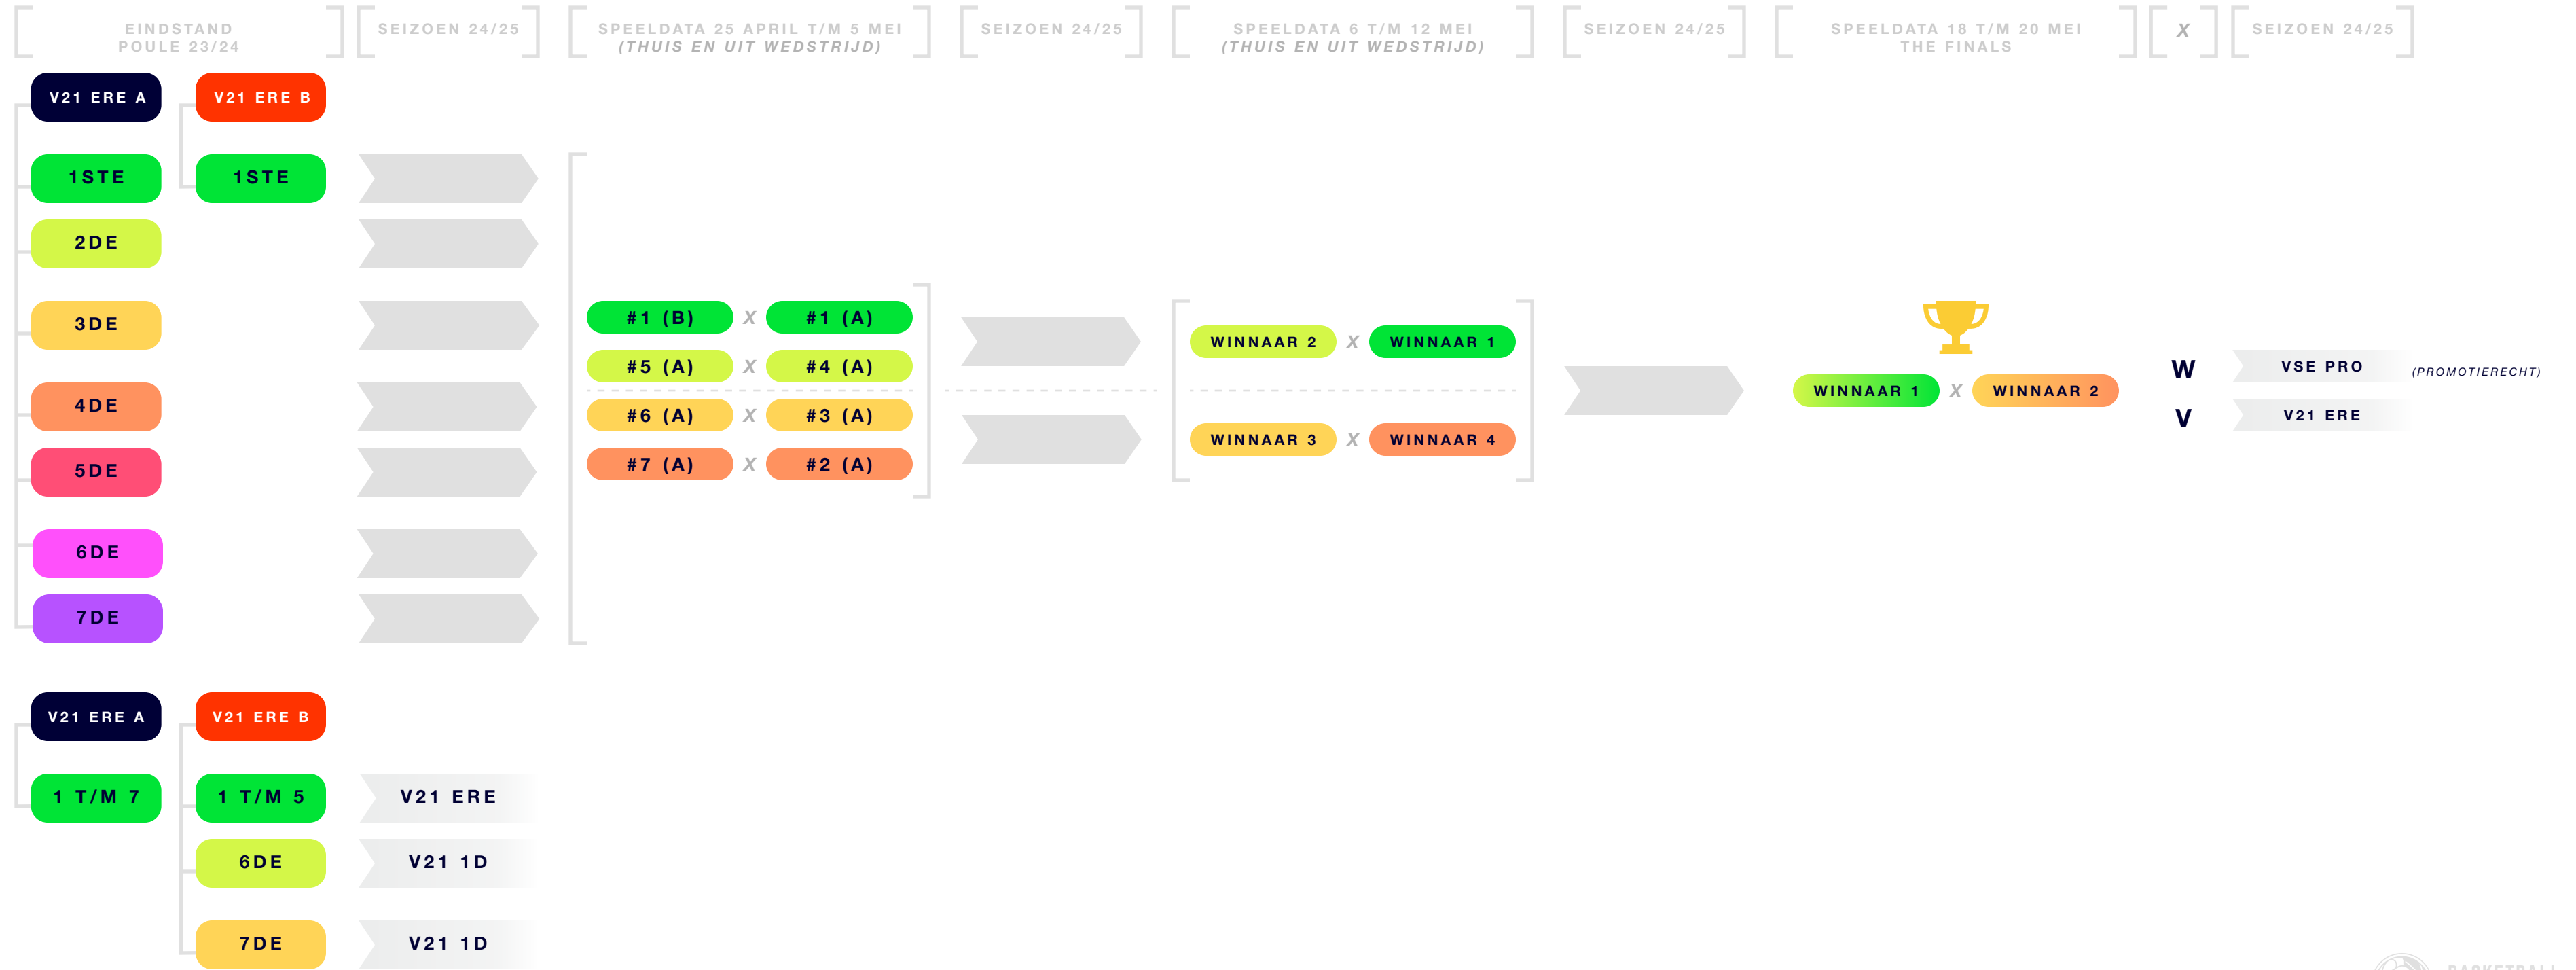 EINDSTAND
POULE 23/24
SEIZOEN 24/25
SPEELDATA 25 APRIL T/M 5 MEI
(THUIS EN UIT WEDSTRIJD)
SEIZOEN 24/25
SPEELDATA 6 T/M 12 MEI
(THUIS EN UIT WEDSTRIJD)
SEIZOEN 24/25
SPEELDATA 18 T/M 20 MEI
THE FINALS
X
SEIZOEN 24/25
V21 ERE A
V21 ERE B
1STE
1STE
2DE
3DE
4DE
5DE
6DE
7DE
#1 (B) X #1 (A)
#5 (A) X #4 (A)
#6 (A) X #3 (A)
#7 (A) X #2 (A)
WINNAAR 2 X WINNAAR 1
WINNAAR 3 X WINNAAR 4
WINNAAR 1 X WINNAAR 2
W VSE PRO (PROMOTIERECHT)
V V21 ERE
V21 ERE A
V21 ERE B
1 T/M 7
1 T/M 5
V21 ERE
6DE
V21 1D
7DE
V21 1D